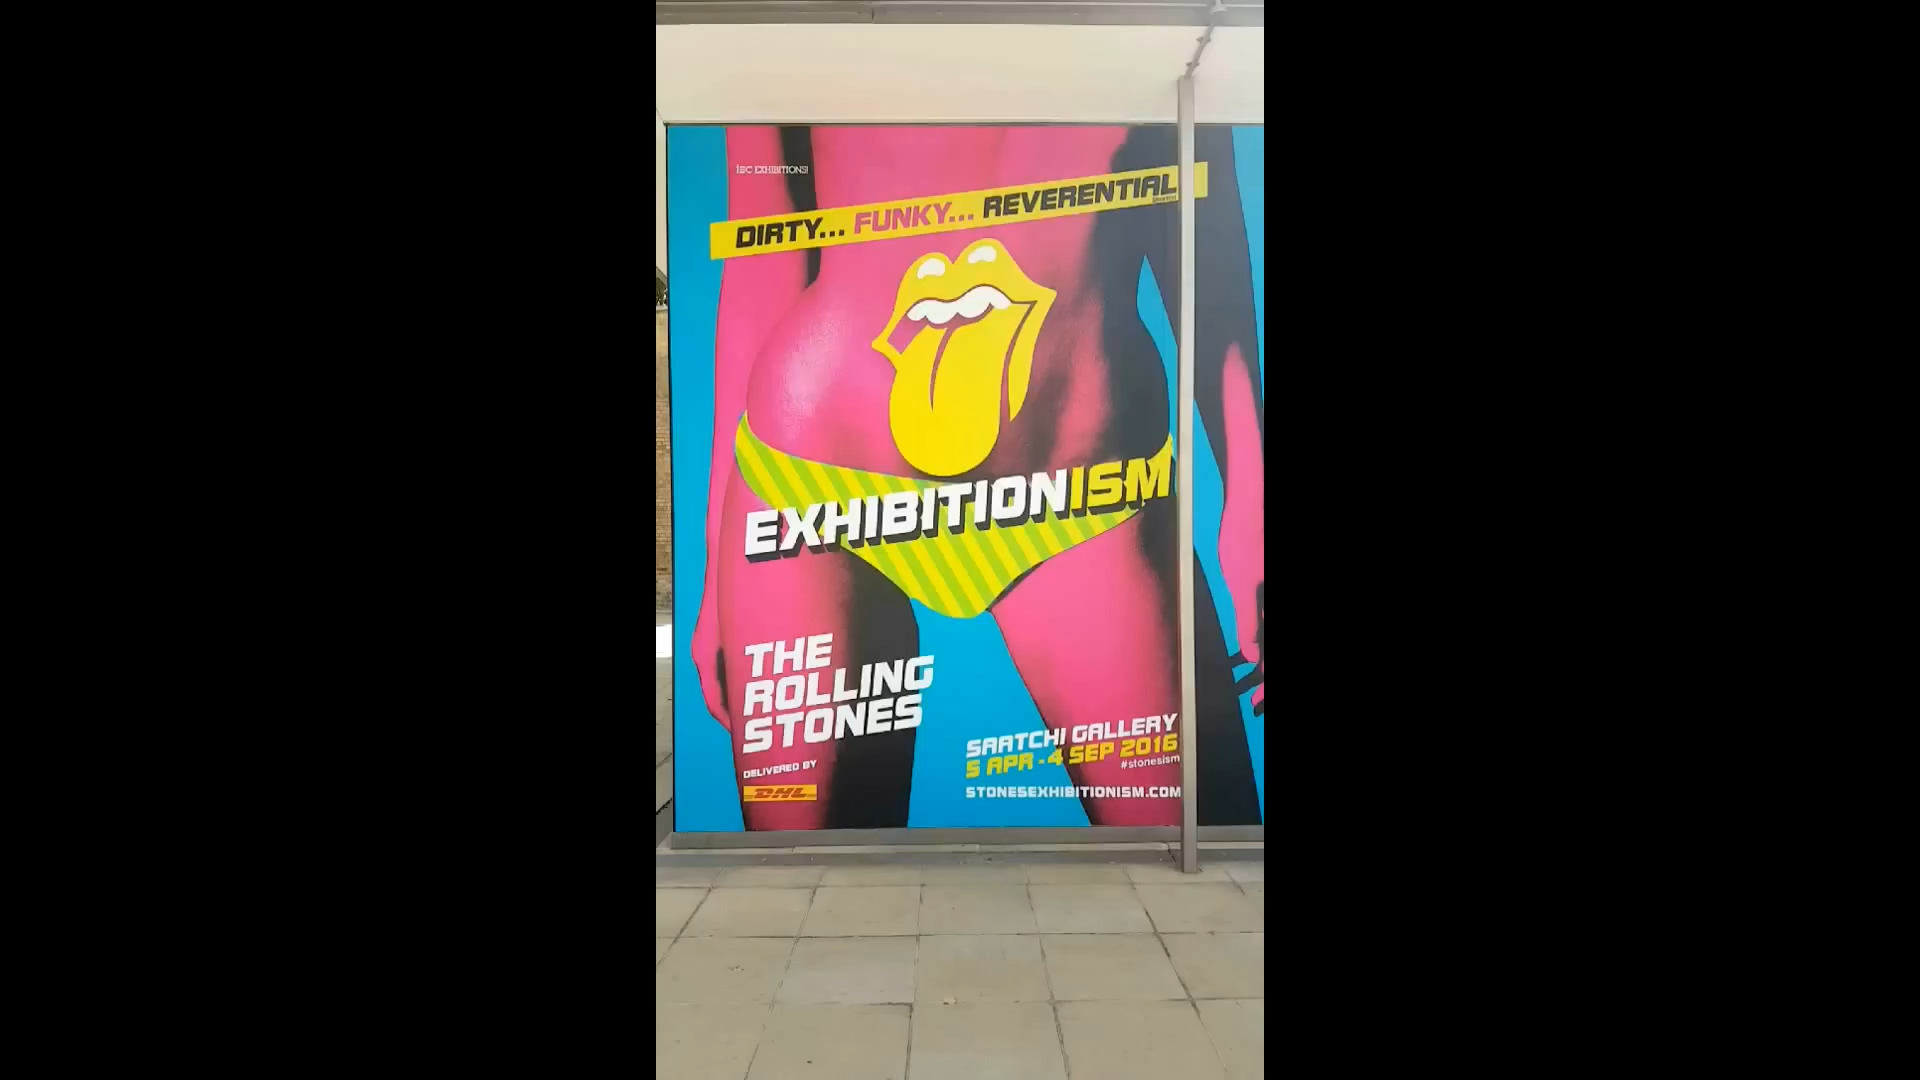 iEC EXHIBITIONS!
DIRTY... FUNKY... REVERENTIAL
EXHIBITIONISM
THE
ROLLING
STONES
DELIVERED BY
DHL
SAATCHI GALLERY
5 APR - 4 SEP 2016
#stonesism
STONESEXHIBITIONISM.COM